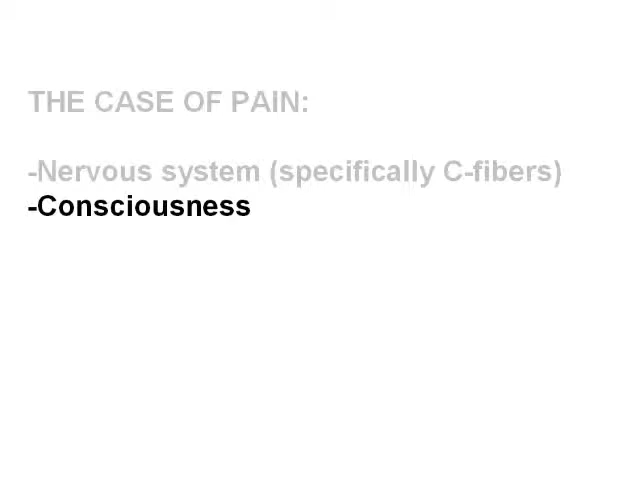 THE CASE OF PAIN:
-Nervous system (specifically C-fibers)
-Consciousness